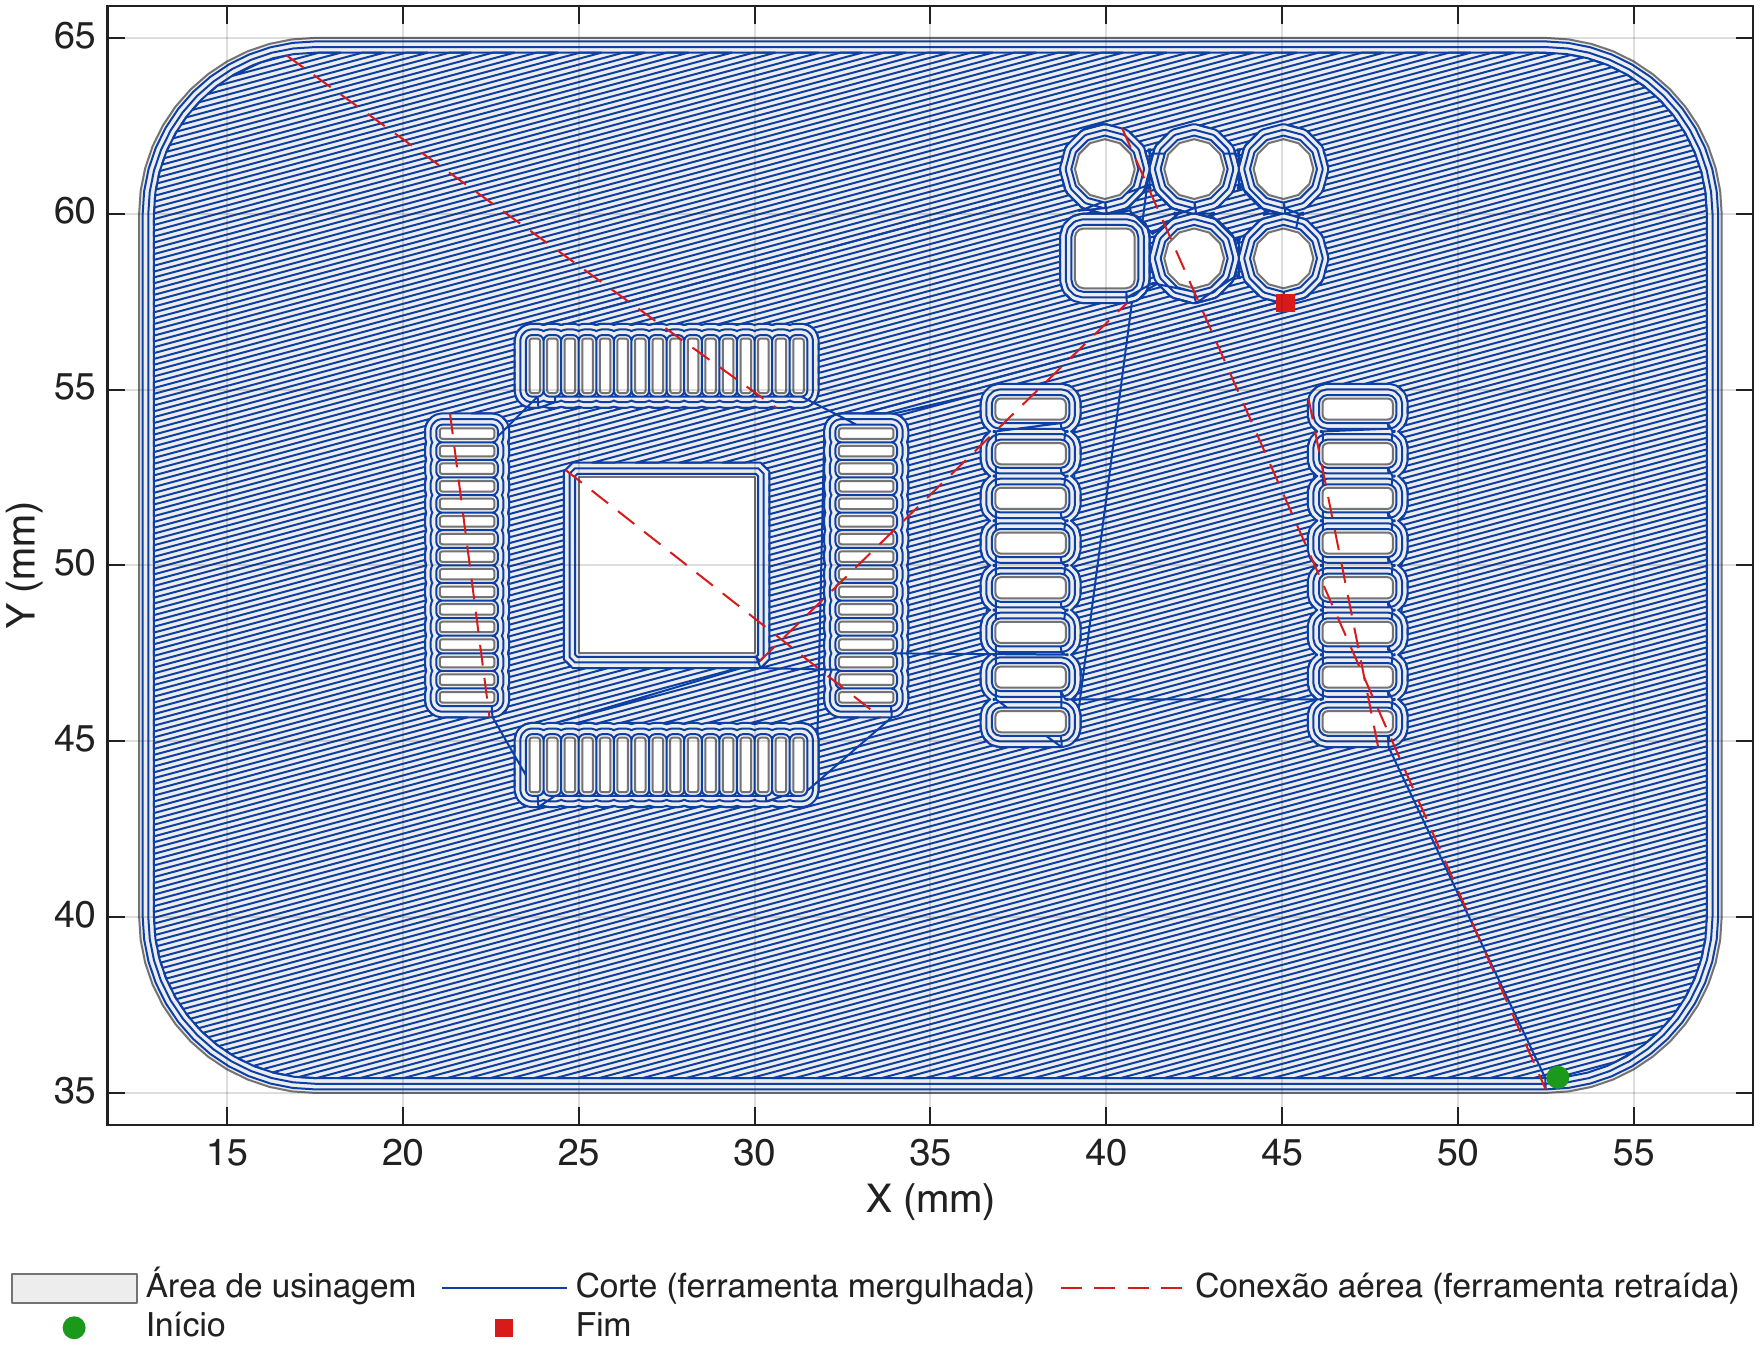 65
60
55
50
45
40
35
Y (mm)
15 20 25 30 35 40 45 50 55
X (mm)
Área de usinagem Corte (ferramenta mergulhada) Conexão aérea (ferramenta retraída)
Início Fim